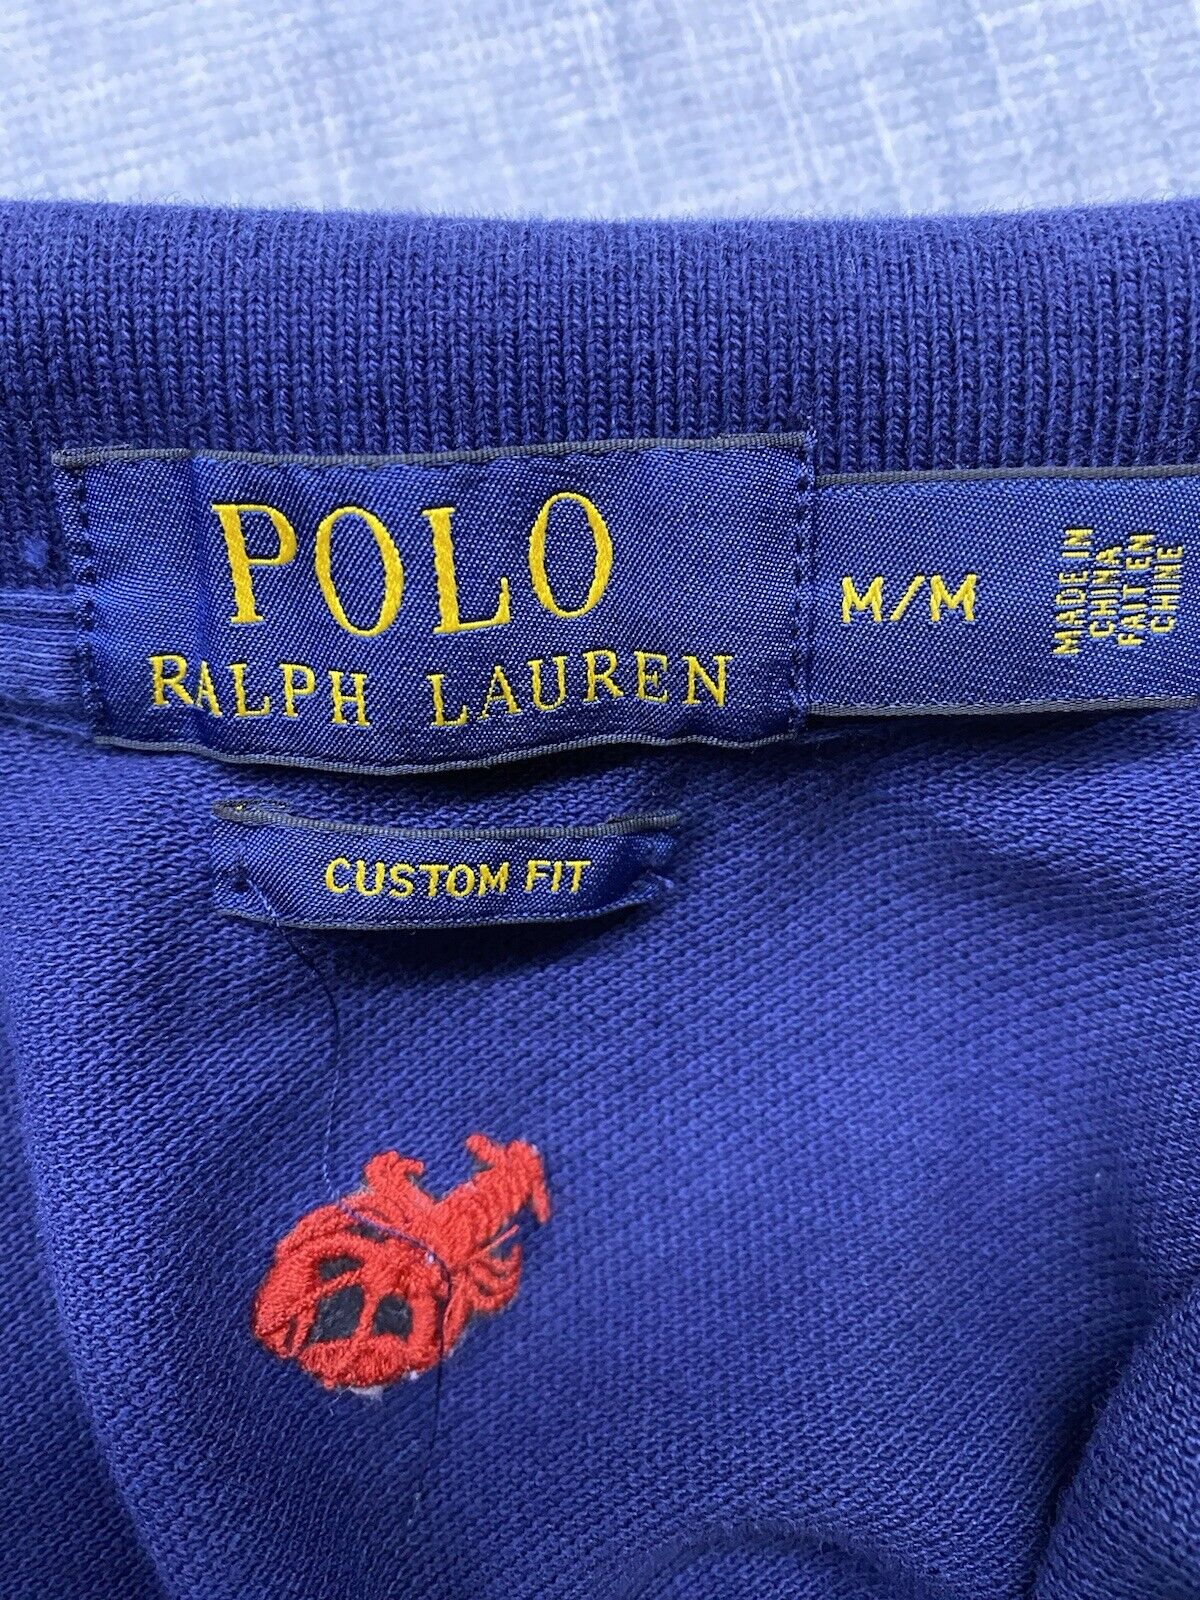 POLO
RALPH LAUREN
M/M
MADE IN
CHINA
FAIT EN
CHINE
CUSTOM FIT